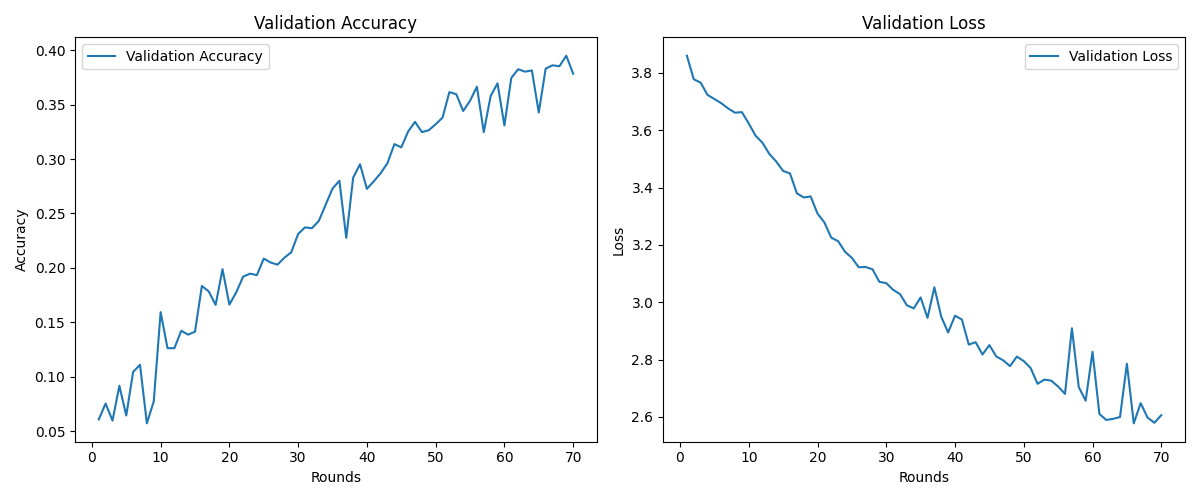 Validation Accuracy
Validation Accuracy
0.40
0.35
0.30
0.25
0.20
0.15
0.10
0.05
Accuracy
0 10 20 30 40 50 60 70
Rounds
Validation Loss
Validation Loss
3.8
3.6
3.4
3.2
3.0
2.8
2.6
Loss
0 10 20 30 40 50 60 70
Rounds